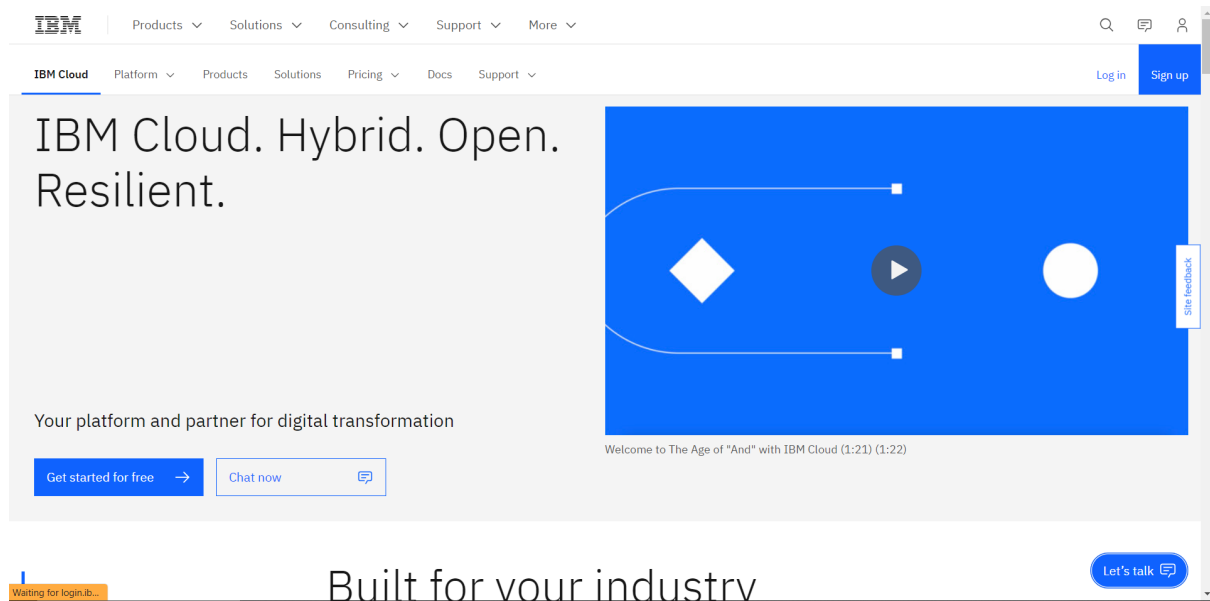 IBM Products Solutions Consulting Support More
IBM Cloud Platform Products Solutions Pricing Docs Support Log in Sign up
IBM Cloud. Hybrid. Open.
Resilient.
Site feedback
Your platform and partner for digital transformation
Welcome to The Age of "And" with IBM Cloud (1:21) (1:22)
Get started for free Chat now
Built for your industry
Let's talk
Waiting for login.ib...